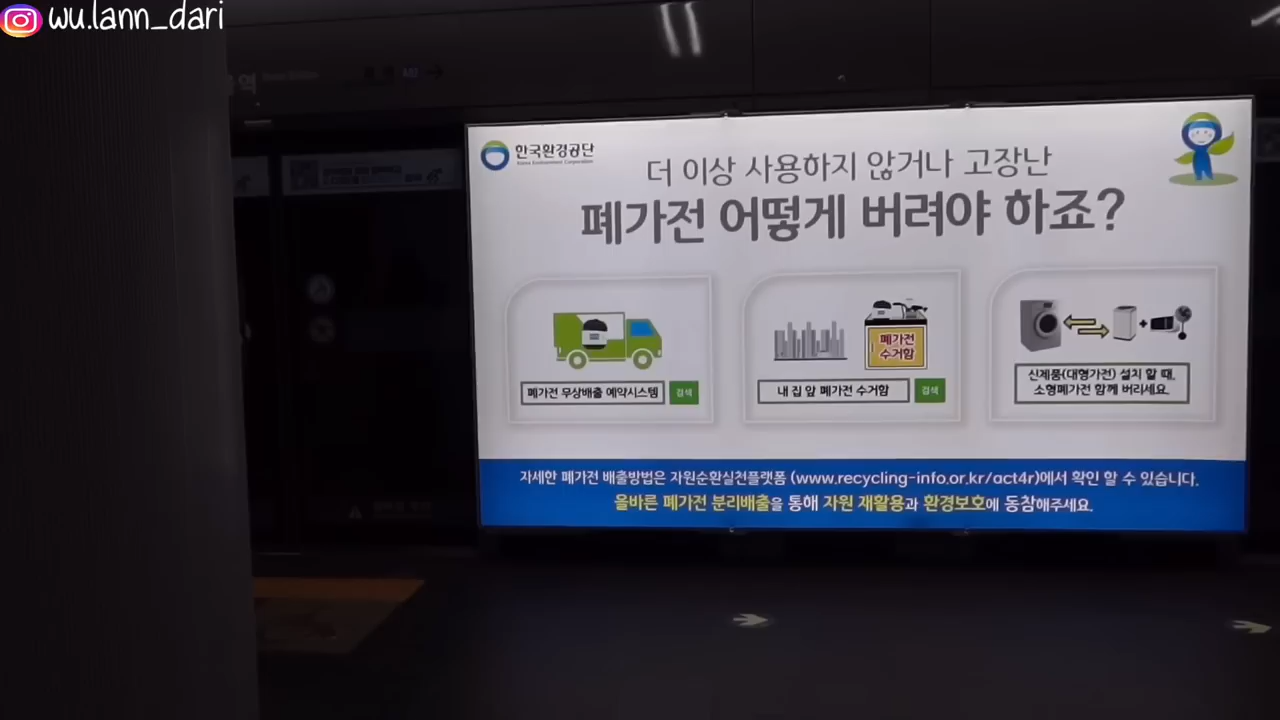 wu.lann_dari
한국환경공단
Korea Environment Corporation
더 이상 사용하지 않거나 고장난
폐가전 어떻게 버려야 하죠?
폐가전
수거함
폐가전 무상배출 예약시스템 검색
내 집 앞 폐가전 수거함 검색
신제품(대형가전) 설치 할 때,
소형폐가전 함께 버리세요.
자세한 폐가전 배출방법은 자원순환실천플랫폼 (www.recycling-info.or.kr/act4r)에서 확인 할 수 있습니다.
올바른 폐가전 분리배출을 통해 자원 재활용과 환경보호에 동참해주세요.